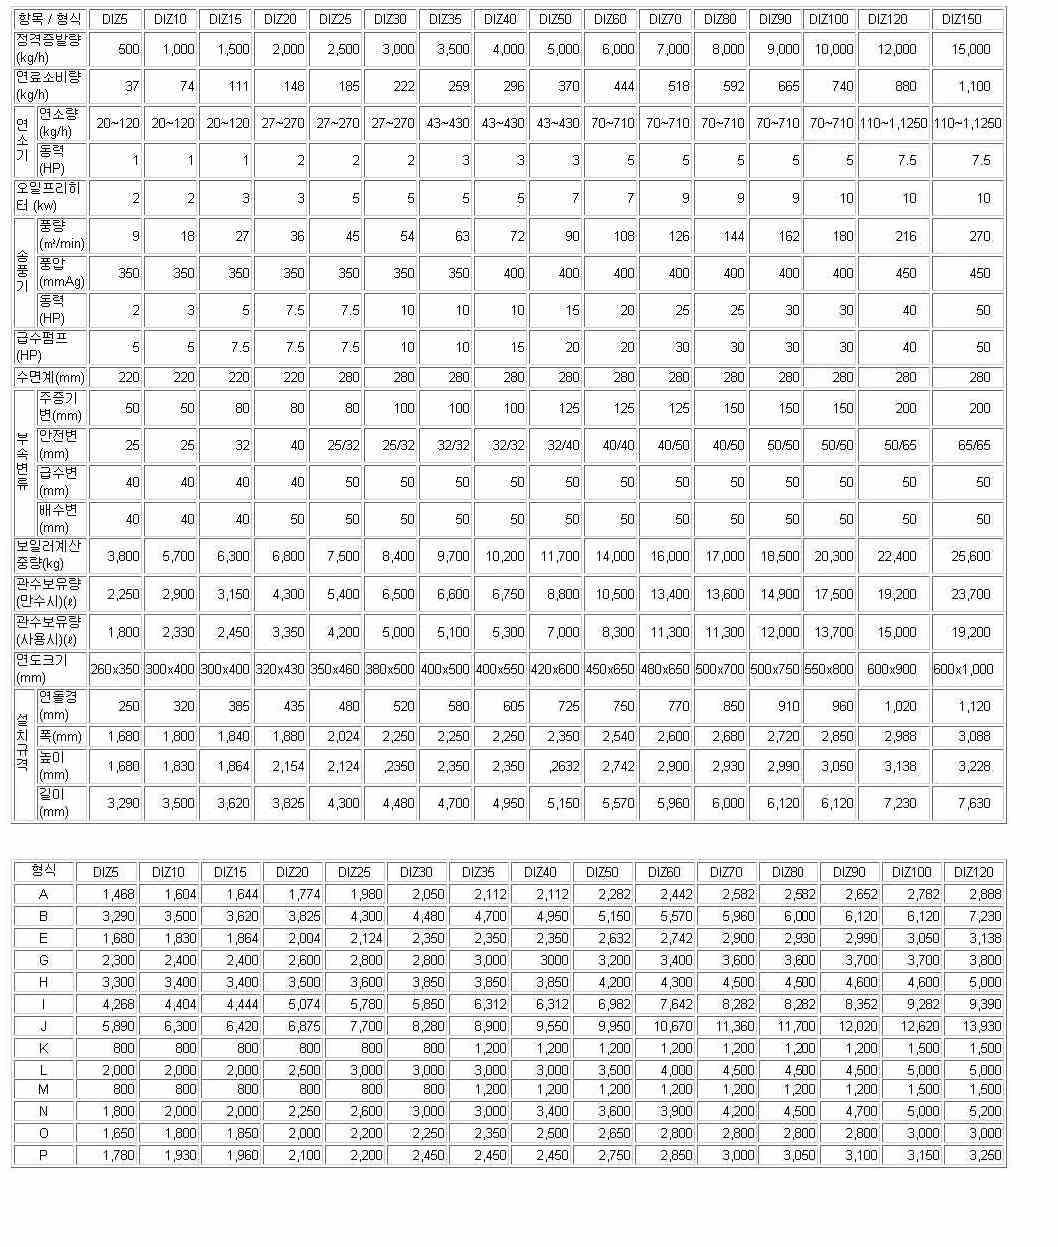 항목 / 형식 DIZ5 DIZ10 DIZ15 DIZ20 DIZ25 DIZ30 DIZ35 DIZ40 DIZ50 DIZ60 DIZ70 DIZ80 DIZ90 DIZ100 DIZ120 DIZ150
정격증발량 (kg/h) 500 1,000 1,500 2,000 2,500 3,000 3,500 4,000 5,000 6,000 7,000 8,000 9,000 10,000 12,000 15,000
연료소비량 (kg/h) 37 74 111 148 185 222 259 296 370 444 518 592 665 740 880 1,100
연소기 연소량 (kg/h) 20~120 20~120 20~120 27~270 27~270 27~270 43~430 43~430 43~430 70~710 70~710 70~710 70~710 70~710 110~1,1250 110~1,1250
동력 (HP) 1 1 1 2 2 2 3 3 3 5 5 5 5 5 7.5 7.5
오일프리히터 (kw) 2 2 3 3 5 5 5 5 7 7 9 9 9 10 10 10
송풍기 풍량 (㎥/min) 9 18 27 36 45 54 63 72 90 108 126 144 162 180 216 270
풍압 (mmAg) 350 350 350 350 350 350 350 400 400 400 400 400 400 400 450 450
동력 (HP) 2 3 5 7.5 7.5 10 10 10 15 20 25 25 30 30 40 50
급수펌프 (HP) 5 5 7.5 7.5 7.5 10 10 15 20 20 30 30 30 30 40 50
수면계(mm) 220 220 220 220 280 280 280 280 280 280 280 280 280 280 280 280
부속변류 주증기변(mm) 50 50 80 80 80 100 100 100 125 125 125 150 150 150 200 200
안전변 (mm) 25 25 32 40 25/32 25/32 32/32 32/32 32/40 40/40 40/50 40/50 50/50 50/50 50/65 65/65
급수변 (mm) 40 40 40 40 50 50 50 50 50 50 50 50 50 50 50 50
배수변 (mm) 40 40 40 50 50 50 50 50 50 50 50 50 50 50 50 50
보일러계산중량(kg) 3,800 5,700 6,300 6,800 7,500 8,400 9,700 10,200 11,700 14,000 16,000 17,000 18,500 20,300 22,400 25,600
관수보유량 (만수시)(ℓ) 2,250 2,900 3,150 4,300 5,400 6,500 6,600 6,750 8,800 10,500 13,400 13,600 14,900 17,500 19,200 23,700
관수보유량 (사용시)(ℓ) 1,800 2,330 2,450 3,350 4,200 5,000 5,100 5,300 7,000 8,300 11,300 11,300 12,000 13,700 15,000 19,200
연도크기 (mm) 260x350 300x400 300x400 320x430 350x460 380x500 400x500 400x550 420x600 450x650 480x650 500x700 500x750 550x800 600x900 600x1,000
설치규격 연돌경 (mm) 250 320 385 435 480 520 580 605 725 750 770 850 910 960 1,020 1,120
폭(mm) 1,680 1,800 1,840 1,880 2,024 2,250 2,250 2,250 2,350 2,540 2,600 2,680 2,720 2,850 2,988 3,088
높이 (mm) 1,680 1,830 1,864 2,154 2,124 ,2350 2,350 2,350 ,2632 2,742 2,900 2,930 2,990 3,050 3,138 3,228
길이 (mm) 3,290 3,500 3,620 3,825 4,300 4,480 4,700 4,950 5,150 5,570 5,960 6,000 6,120 6,120 7,230 7,630
형식 DIZ5 DIZ10 DIZ15 DIZ20 DIZ25 DIZ30 DIZ35 DIZ40 DIZ50 DIZ60 DIZ70 DIZ80 DIZ90 DIZ100 DIZ120
A 1,468 1,604 1,644 1,774 1,980 2,050 2,112 2,112 2,282 2,442 2,582 2,582 2,652 2,782 2,888
B 3,290 3,500 3,620 3,825 4,300 4,480 4,700 4,950 5,150 5,570 5,960 6,000 6,120 6,120 7,230
E 1,680 1,830 1,864 2,004 2,124 2,350 2,350 2,350 2,632 2,742 2,900 2,930 2,990 3,050 3,138
G 2,300 2,400 2,400 2,600 2,800 2,800 3,000 3000 3,200 3,400 3,600 3,600 3,700 3,700 3,800
H 3,300 3,400 3,400 3,500 3,600 3,850 3,850 3,850 4,200 4,300 4,500 4,500 4,600 4,600 5,000
I 4,268 4,404 4,444 5,074 5,780 5,850 6,312 6,312 6,982 7,642 8,282 8,282 8,352 9,282 9,390
J 5,890 6,300 6,420 6,875 7,700 8,280 8,900 9,550 9,950 10,670 11,360 11,700 12,020 12,620 13,930
K 800 800 800 800 800 800 1,200 1,200 1,200 1,200 1,200 1,200 1,200 1,500 1,500
L 2,000 2,000 2,000 2,500 3,000 3,000 3,000 3,000 3,500 4,000 4,500 4,500 4,500 5,000 5,000
M 800 800 800 800 800 800 1,200 1,200 1,200 1,200 1,200 1,200 1,200 1,500 1,500
N 1,800 2,000 2,000 2,250 2,600 3,000 3,000 3,400 3,600 3,900 4,200 4,500 4,700 5,000 5,200
O 1,650 1,800 1,850 2,000 2,200 2,250 2,350 2,500 2,650 2,800 2,800 2,800 2,800 3,000 3,000
P 1,780 1,930 1,960 2,100 2,200 2,450 2,450 2,450 2,750 2,850 3,000 3,050 3,100 3,150 3,250